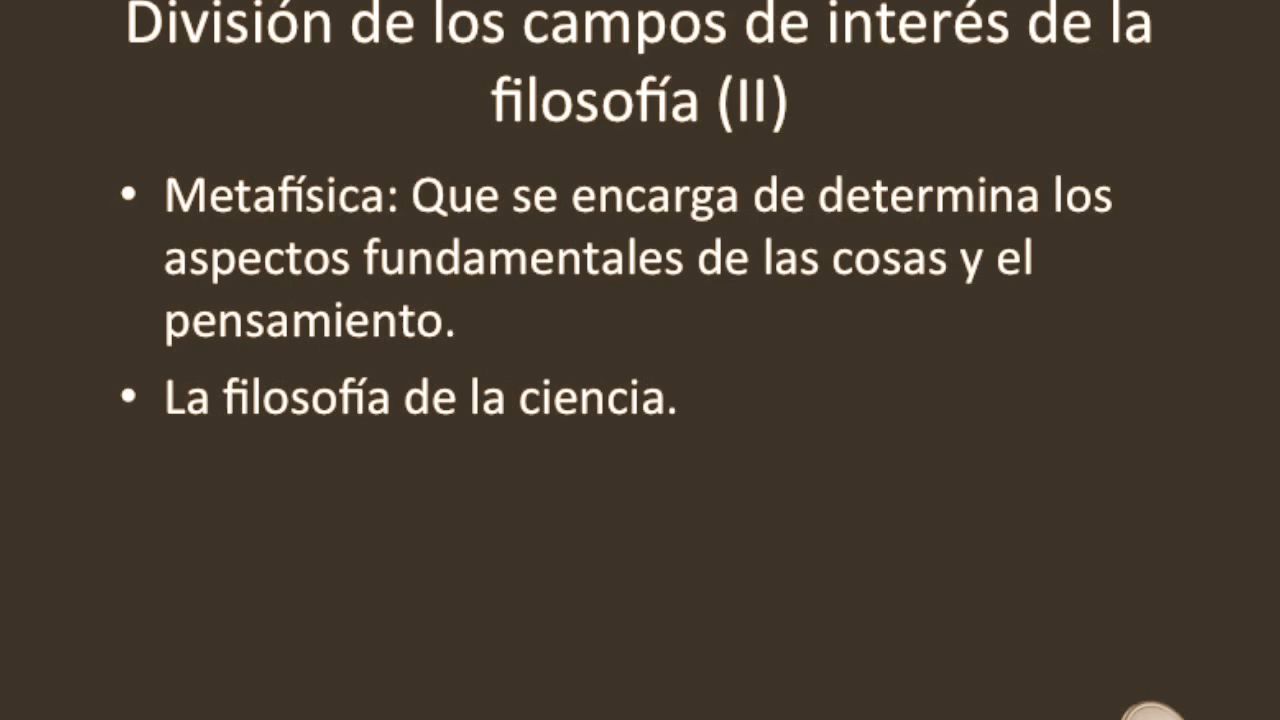 División de los campos de interés de la
filosofía (II)
• Metafísica: Que se encarga de determina los
aspectos fundamentales de las cosas y el
pensamiento.
• La filosofía de la ciencia.